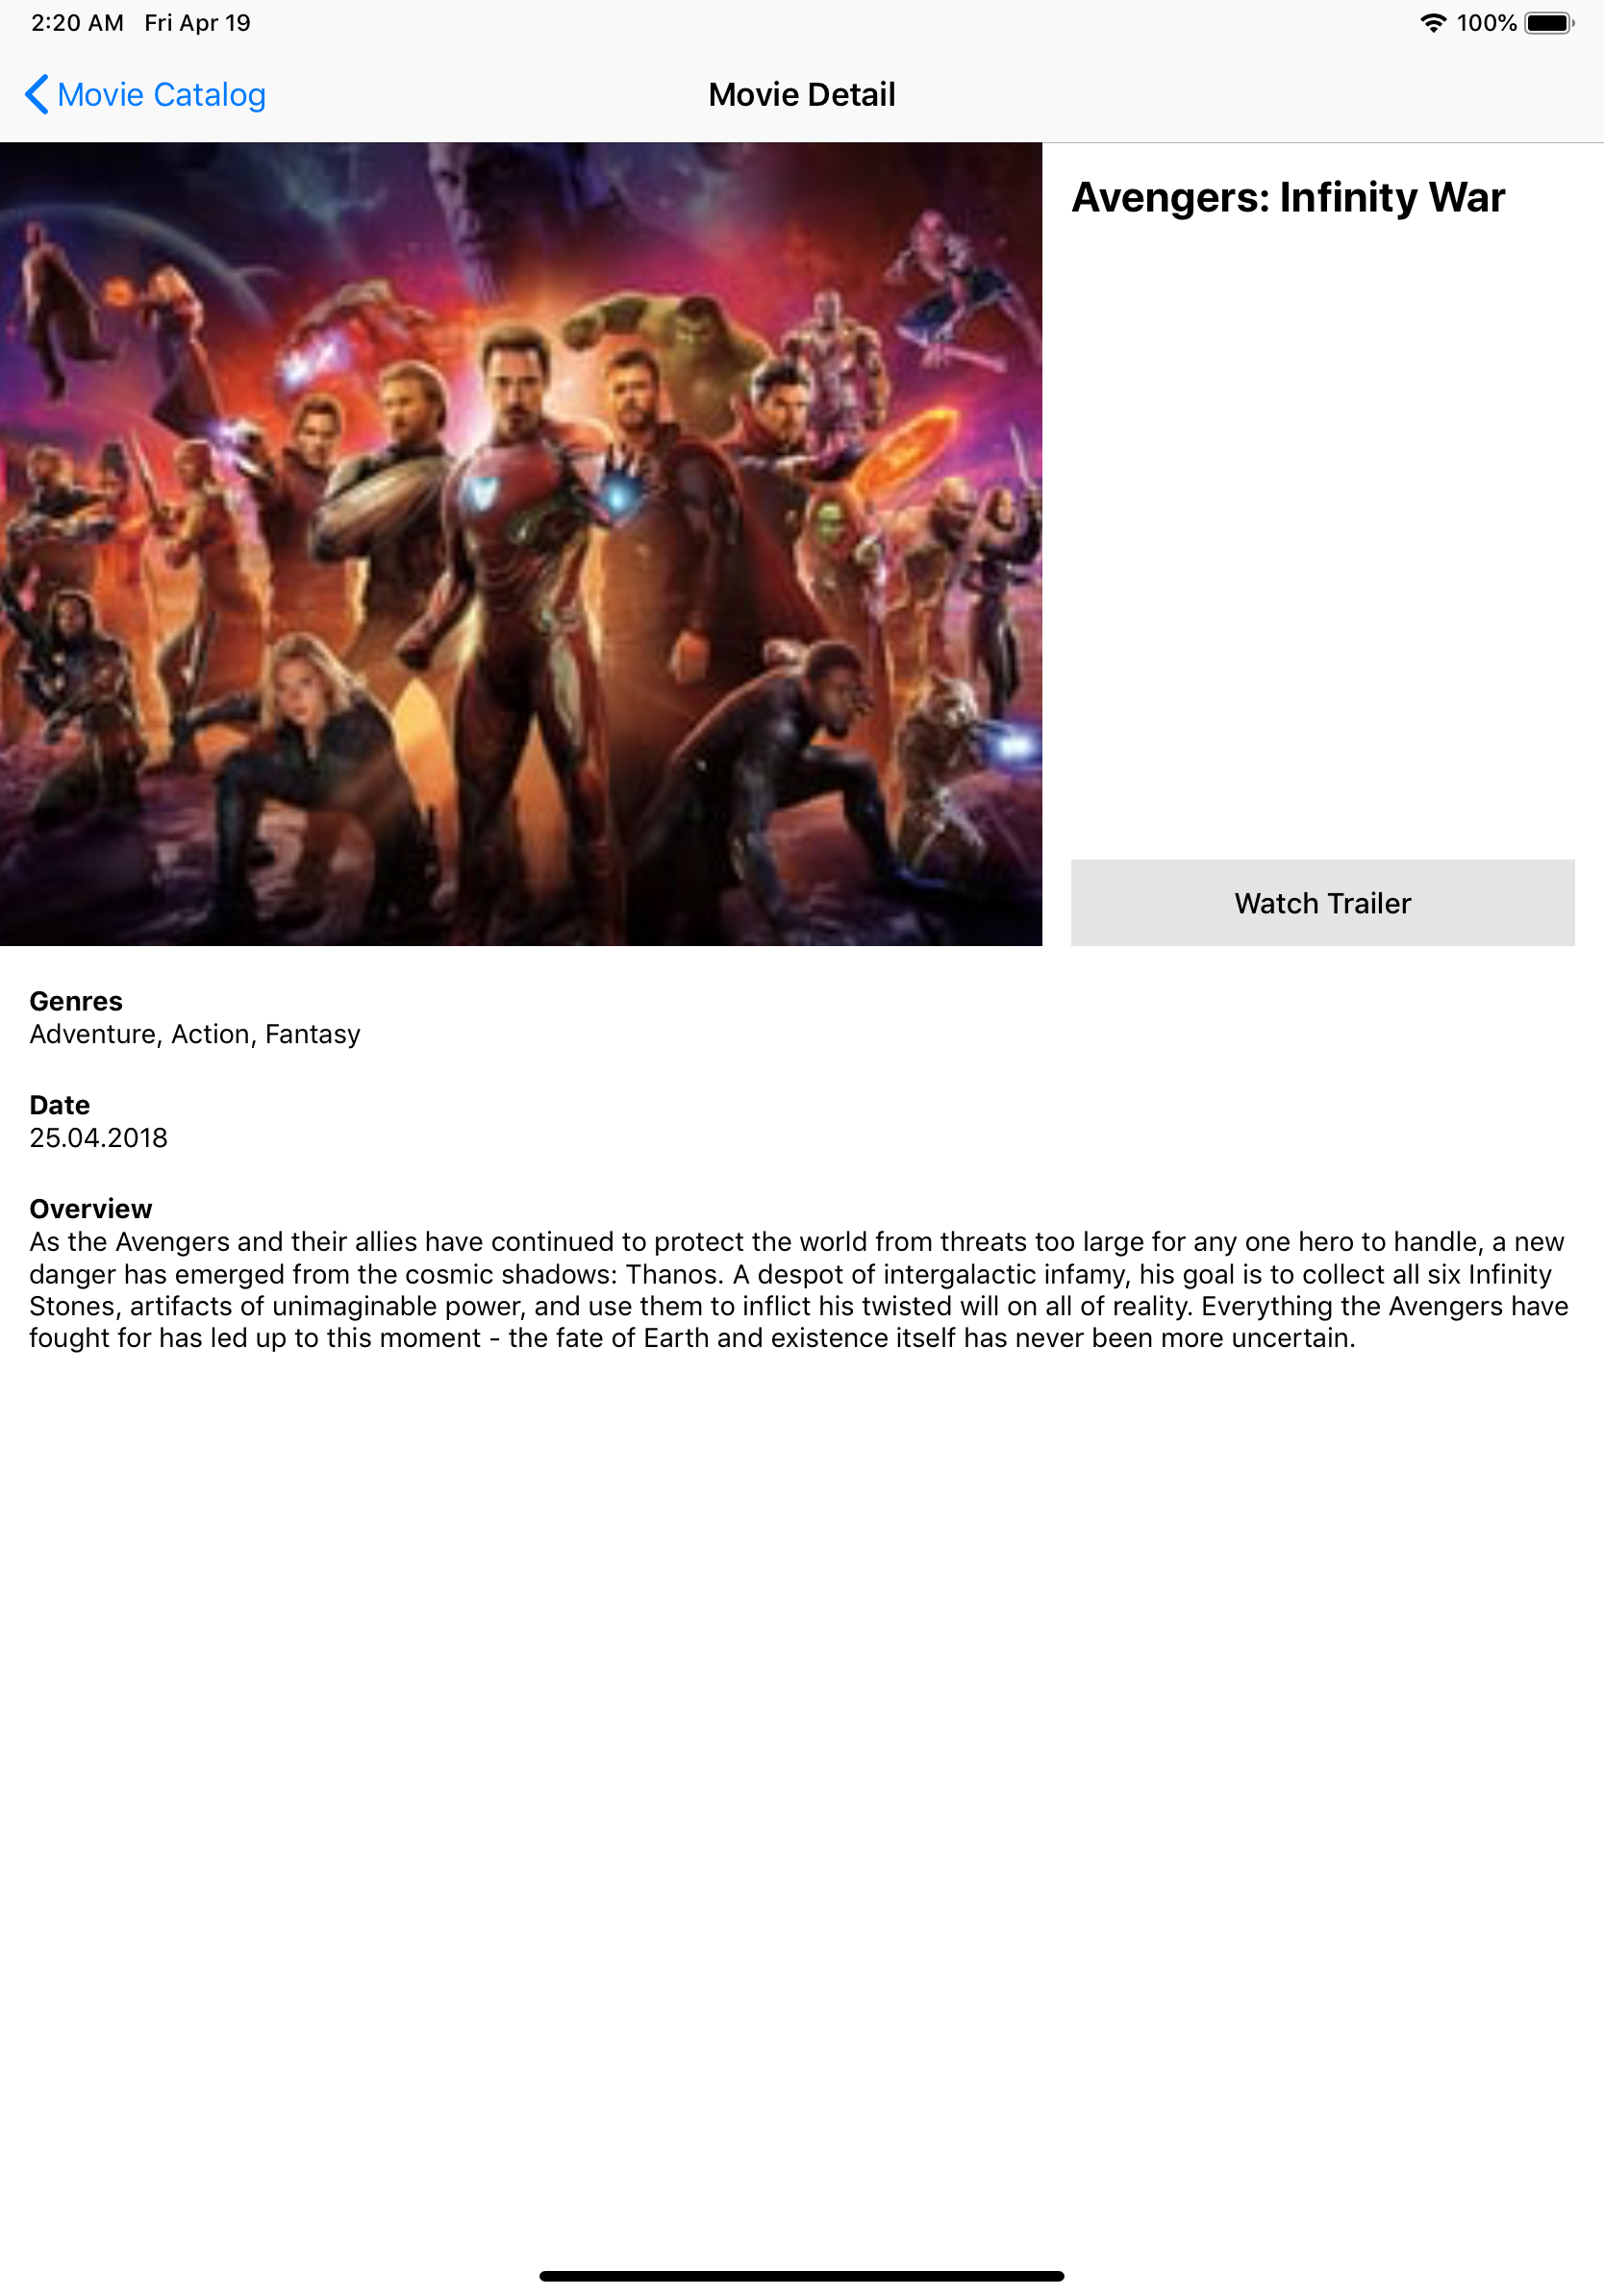 2:20 AM Fri Apr 19
100%
Movie Catalog
Movie Detail
Avengers: Infinity War
Watch Trailer
Genres
Adventure, Action, Fantasy
Date
25.04.2018
Overview
As the Avengers and their allies have continued to protect the world from threats too large for any one hero to handle, a new
danger has emerged from the cosmic shadows: Thanos. A despot of intergalactic infamy, his goal is to collect all six Infinity
Stones, artifacts of unimaginable power, and use them to inflict his twisted will on all of reality. Everything the Avengers have
fought for has led up to this moment - the fate of Earth and existence itself has never been more uncertain.